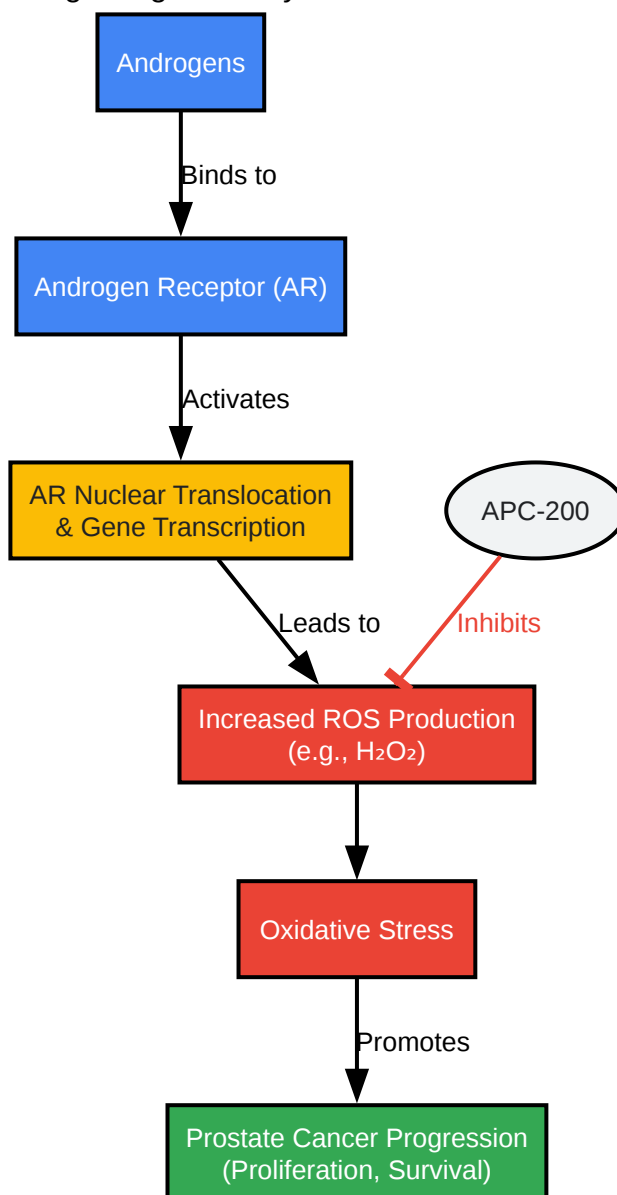 Androgens
Binds to
Androgen Receptor (AR)
Activates
AR Nuclear Translocation
& Gene Transcription
APC-200
Leads to
Inhibits
Increased ROS Production
(e.g., H₂O₂)
Oxidative Stress
Promotes
Prostate Cancer Progression
(Proliferation, Survival)